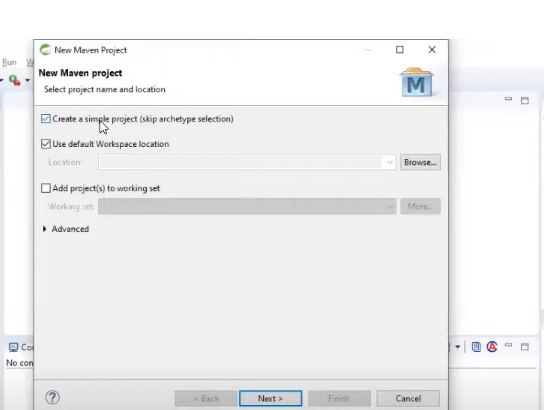 New Maven Project
Run
New Maven project
Select project name and location
M
Create a simple project (skip archetype selection)
Use default Workspace location
Location:
Browse...
Add project(s) to working set
Working set:
More...
Advanced
No con
< Back
Next >
Finish
Cancel